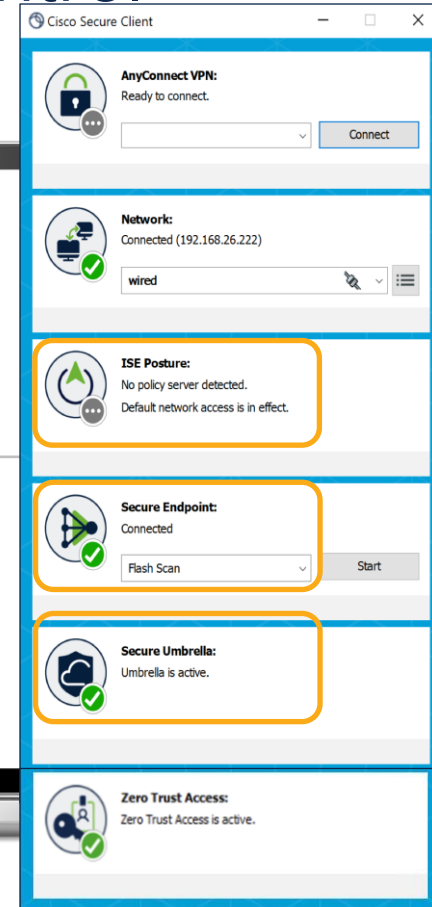 Cisco Secure Client
AnyConnect VPN:
Ready to connect.
Connect
Network:
Connected (192.168.26.222)
wired
ISE Posture:
No policy server detected.
Default network access is in effect.
Secure Endpoint:
Connected
Flash Scan
Start
Secure Umbrella:
Umbrella is active.
Zero Trust Access:
Zero Trust Access is active.